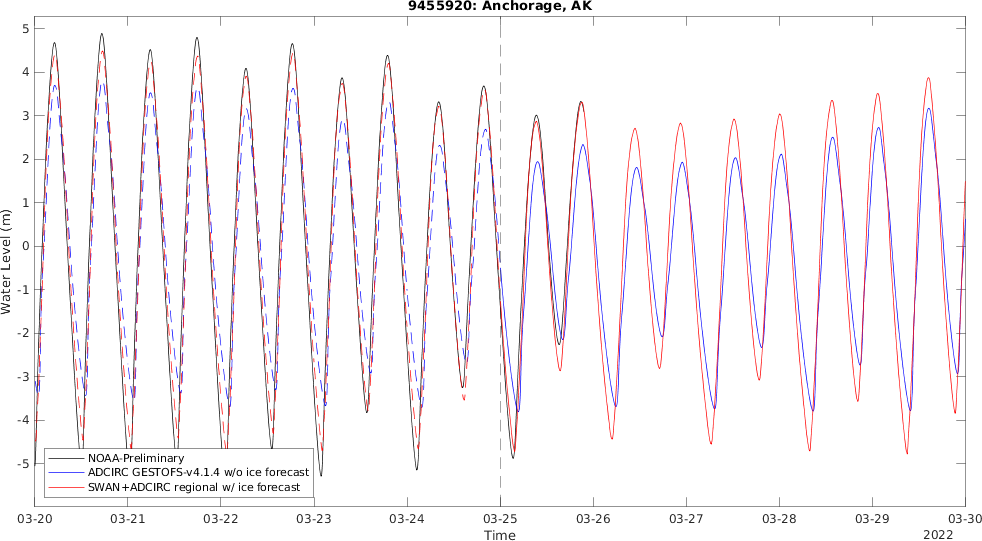 9455920: Anchorage, AK
Water Level (m)
5
4
3
2
1
0
-1
-2
-3
-4
-5
NOAA-Preliminary
ADCIRC GESTOFS-v4.1.4 w/o ice forecast
SWAN+ADCIRC regional w/ ice forecast
03-20 03-21 03-22 03-23 03-24 03-25 03-26 03-27 03-28 03-29 03-30
Time
2022